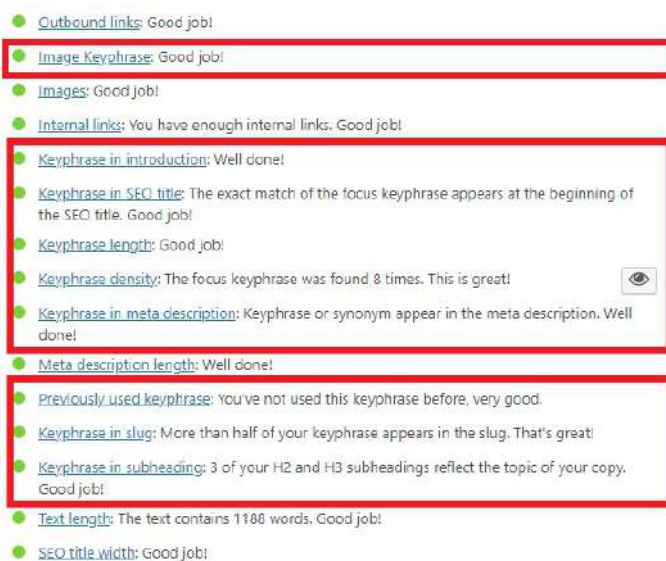 Outbound links: Good job!
Image Keyphrase: Good job!
Images: Good job!
Internal links: You have enough internal links. Good job!
Keyphrase in introduction: Well done!
Keyphrase in SEO title: The exact match of the focus keyphrase appears at the beginning of
the SEO title. Good job!
Keyphrase length: Good job!
Keyphrase density: The focus keyphrase was found 8 times. This is great!
Keyphrase in meta description: Keyphrase or synonym appear in the meta description. Well
done!
Meta description length: Well done!
Previously used keyphrase: You've not used this keyphrase before, very good.
Keyphrase in slug: More than half of your keyphrase appears in the slug. That's great!
Keyphrase in subheading: 3 of your H2 and H3 subheadings reflect the topic of your copy.
Good job!
Text length: The text contains 1188 words. Good job!
SEO title width: Good job!